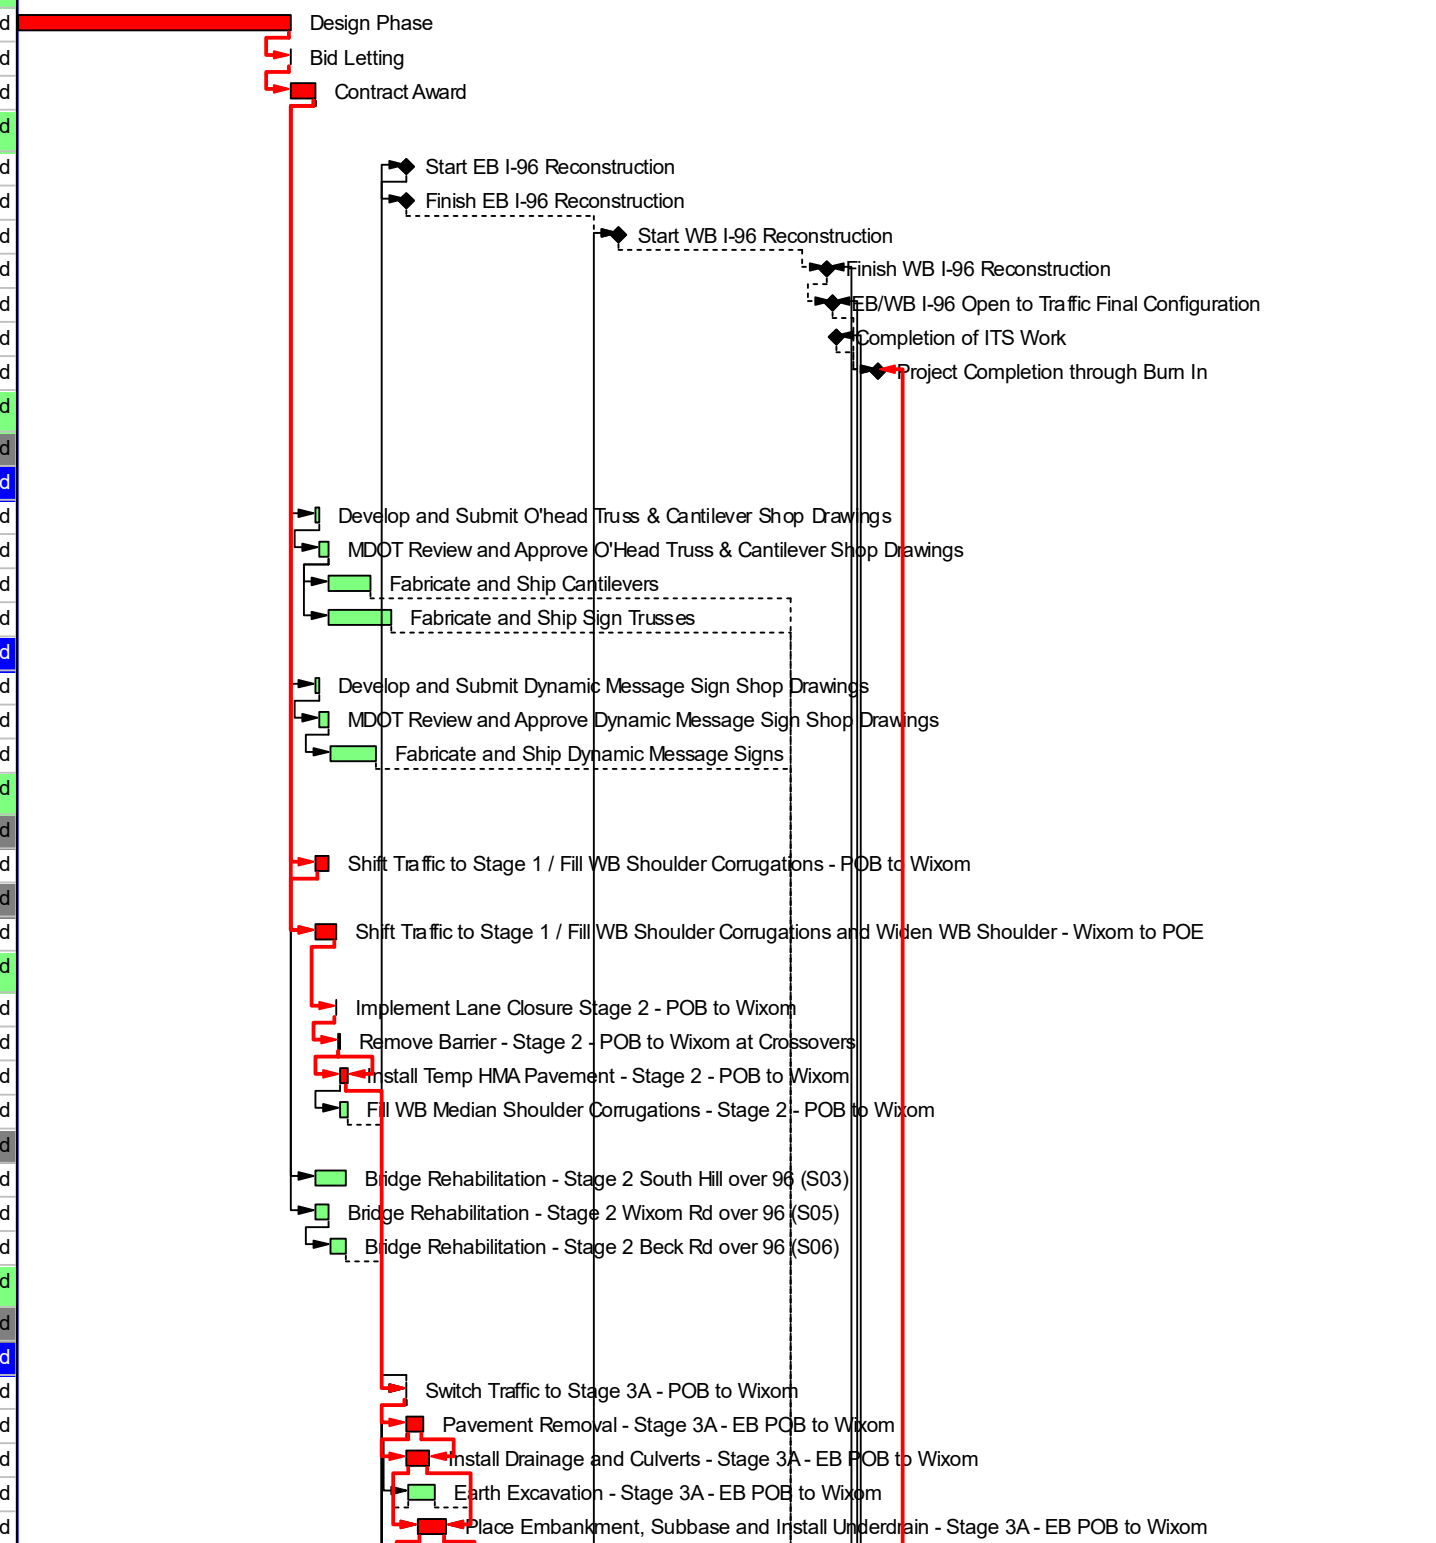 d Design Phase
d Bid Letting
d Contract Award
d
d Start EB I-96 Reconstruction
d Finish EB I-96 Reconstruction
d Start WB I-96 Reconstruction
d Finish WB I-96 Reconstruction
d EB/WB I-96 Open to Traffic Final Configuration
d Completion of ITS Work
d Project Completion through Burn In
d
d
d
d Develop and Submit O'head Truss & Cantilever Shop Drawings
d MDOT Review and Approve O'Head Truss & Cantilever Shop Drawings
d Fabricate and Ship Cantilevers
d Fabricate and Ship Sign Trusses
d
d Develop and Submit Dynamic Message Sign Shop Drawings
d MDOT Review and Approve Dynamic Message Sign Shop Drawings
d Fabricate and Ship Dynamic Message Signs
d
d
d Shift Traffic to Stage 1 / Fill WB Shoulder Corrugations - POB to Wixom
d
d Shift Traffic to Stage 1 / Fill WB Shoulder Corrugations and Widen WB Shoulder - Wixom to POE
d
d Implement Lane Closure Stage 2 - POB to Wixom
d Remove Barrier - Stage 2 - POB to Wixom at Crossovers
d Install Temp HMA Pavement - Stage 2 - POB to Wixom
d Fill WB Median Shoulder Corrugations - Stage 2 - POB to Wixom
d
d Bridge Rehabilitation - Stage 2 South Hill over 96 (S03)
d Bridge Rehabilitation - Stage 2 Wixom Rd over 96 (S05)
d Bridge Rehabilitation - Stage 2 Beck Rd over 96 (S06)
d
d
d
d Switch Traffic to Stage 3A - POB to Wixom
d Pavement Removal - Stage 3A - EB POB to Wixom
d Install Drainage and Culverts - Stage 3A - EB POB to Wixom
d Earth Excavation - Stage 3A - EB POB to Wixom
d Place Embankment, Subbase and Install Underdrain - Stage 3A - EB POB to Wixom